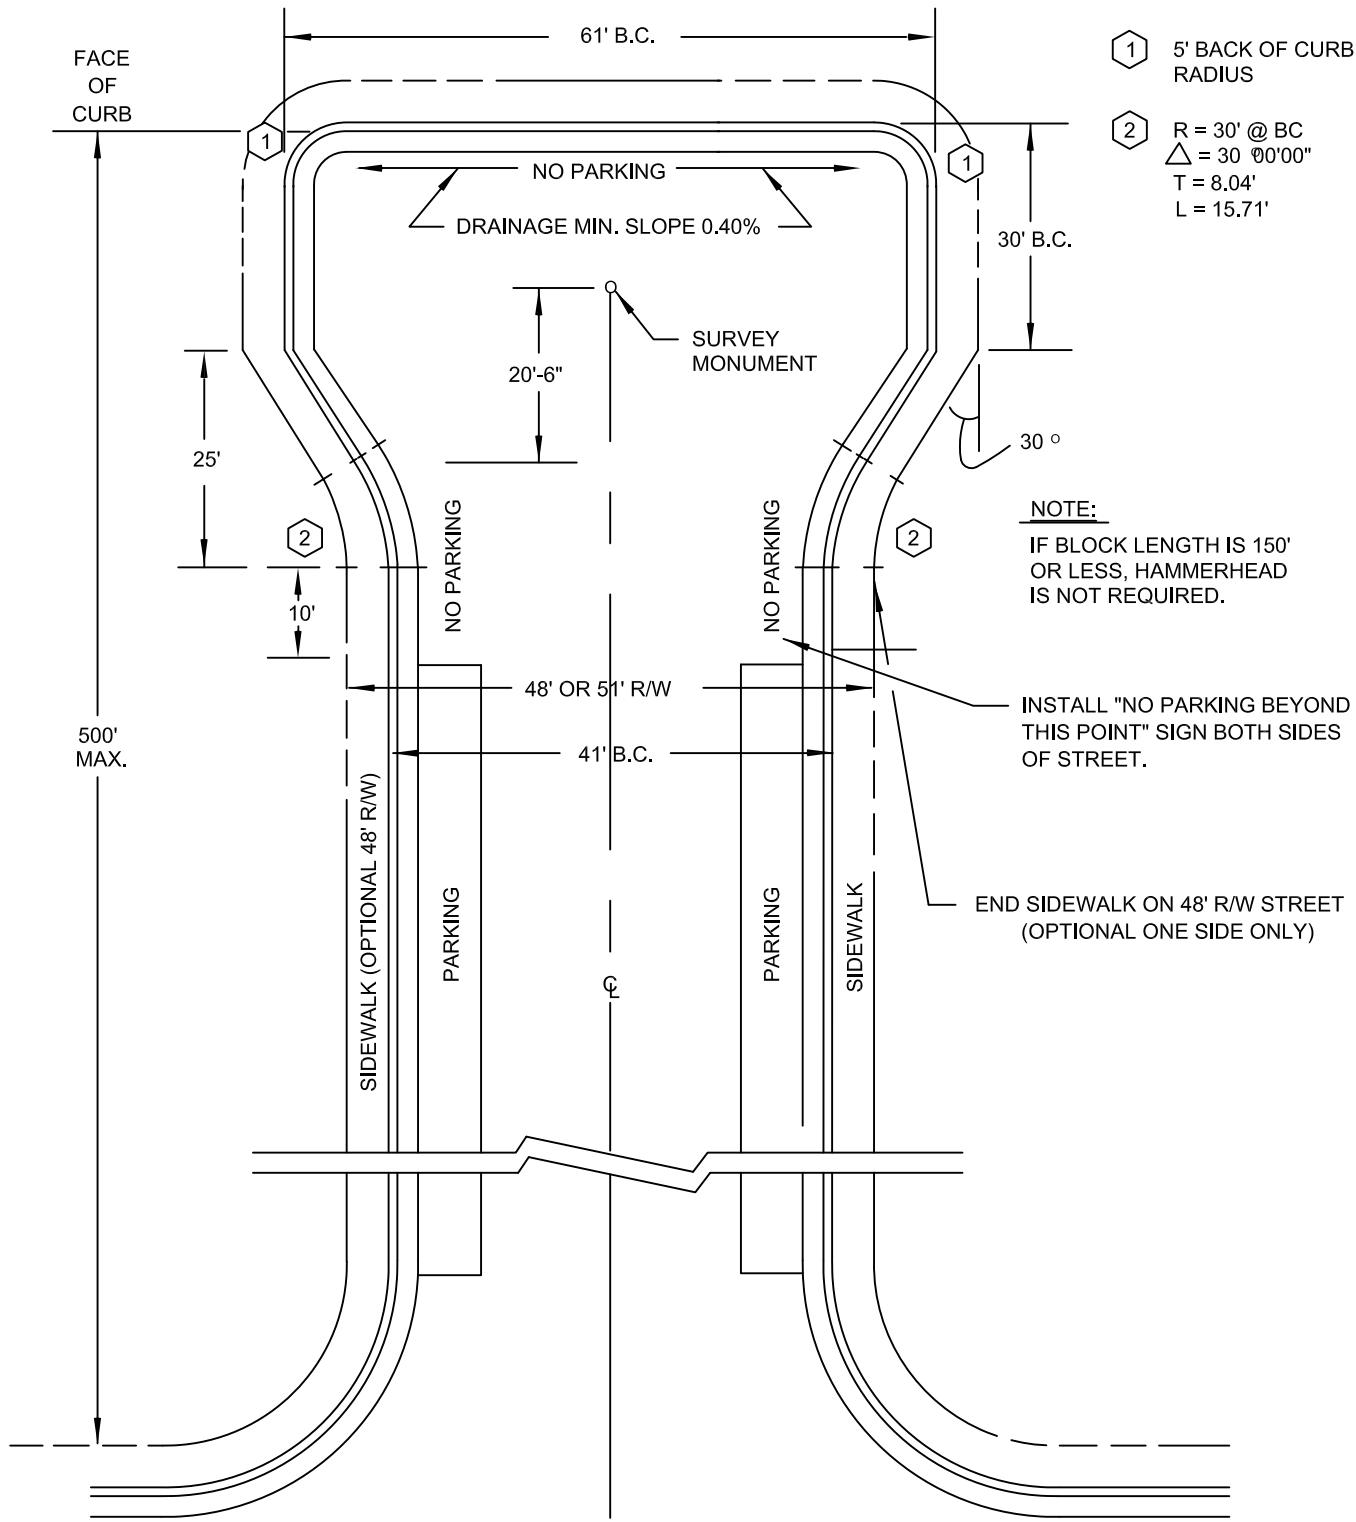 61' B.C.
FACE
OF
CURB
1
1
1
5' BACK OF CURB
RADIUS
2
R = 30' @ BC
△ = 30 º00'00"
T = 8.04'
L = 15.71'
NO PARKING
DRAINAGE MIN. SLOPE 0.40%
30' B.C.
SURVEY
MONUMENT
20'-6"
25'
30 º
NO PARKING
NO PARKING
2
2
NOTE:
IF BLOCK LENGTH IS 150'
OR LESS, HAMMERHEAD
IS NOT REQUIRED.
10'
48' OR 51' R/W
INSTALL "NO PARKING BEYOND
THIS POINT" SIGN BOTH SIDES
OF STREET.
500'
MAX.
41' B.C.
SIDEWALK (OPTIONAL 48' R/W)
PARKING
PARKING
SIDEWALK
END SIDEWALK ON 48' R/W STREET
(OPTIONAL ONE SIDE ONLY)
℄